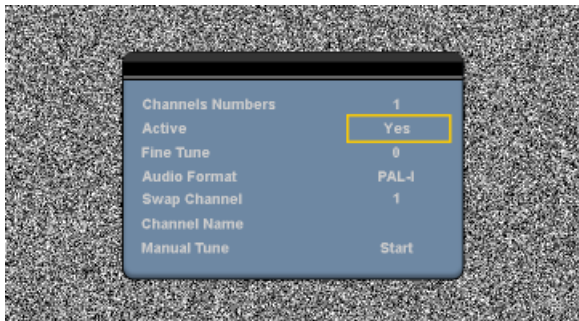 Channels Numbers 1
Active Yes
Fine Tune 0
Audio Format PAL-I
Swap Channel 1
Channel Name
Manual Tune Start